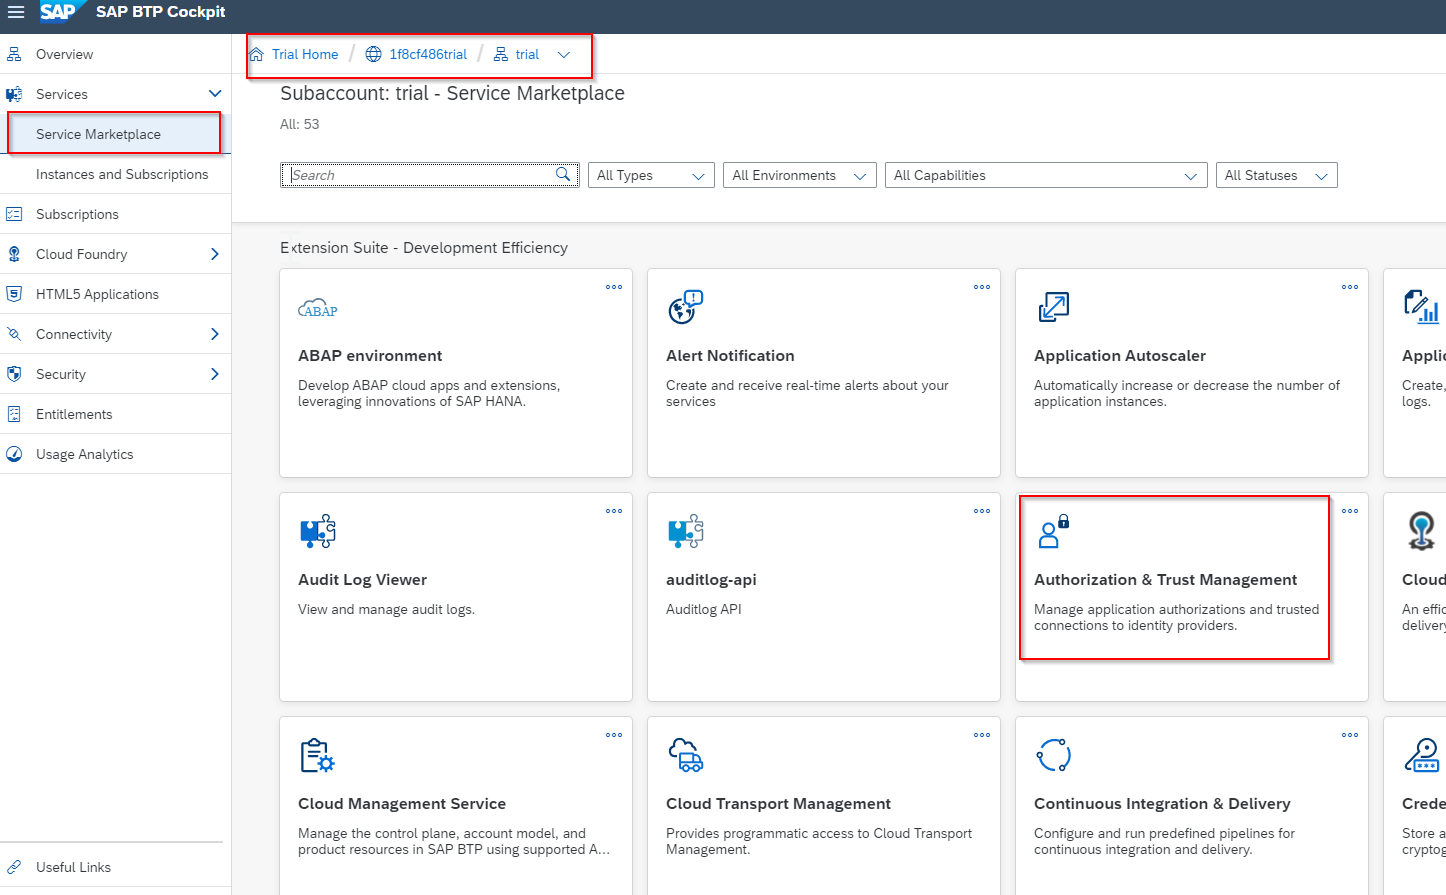 SAP SAP BTP Cockpit
Overview
Services
Service Marketplace
Instances and Subscriptions
Subscriptions
Cloud Foundry
HTML5 Applications
Connectivity
Security
Entitlements
Usage Analytics
Useful Links
Trial Home / 1f8cf486trial / trial
Subaccount: trial - Service Marketplace
All: 53
Search All Types All Environments All Capabilities All Statuses
Extension Suite - Development Efficiency
ABAP
ABAP environment
Develop ABAP cloud apps and extensions,
leveraging innovations of SAP HANA.
Alert Notification
Create and receive real-time alerts about your
services
Application Autoscaler
Automatically increase or decrease the number of
application instances.
Applic
Create,
logs.
Audit Log Viewer
View and manage audit logs.
auditlog-api
Auditlog API
Authorization & Trust Management
Manage application authorizations and trusted
connections to identity providers.
Cloud
An effic
delivery
Cloud Management Service
Manage the control plane, account model, and
product resources in SAP BTP using supported A...
Cloud Transport Management
Provides programmatic access to Cloud Transport
Management.
Continuous Integration & Delivery
Configure and run predefined pipelines for
continuous integration and delivery.
Crede
Store a
cryptog